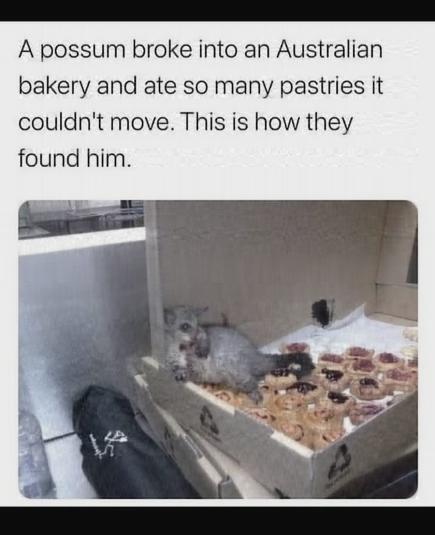 A possum broke into an Australian
bakery and ate so many pastries it
couldn't move. This is how they
found him.